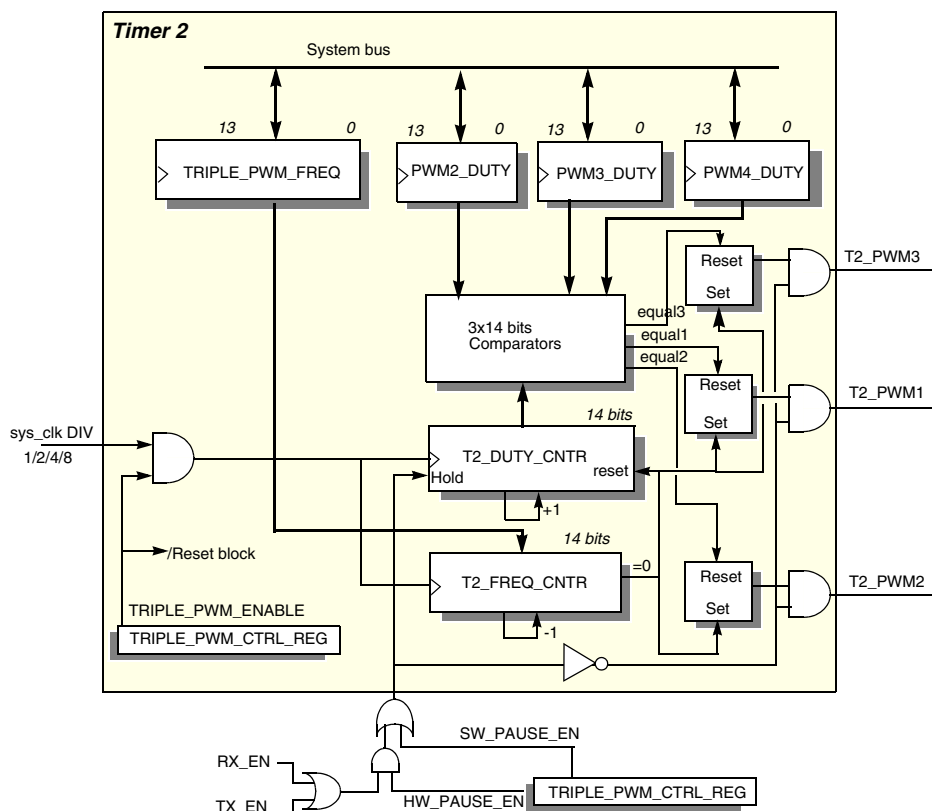 Timer 2
System bus
13 0
13 0
13 0
13 0
TRIPLE_PWM_FREQ
PWM2_DUTY
PWM3_DUTY
PWM4_DUTY
Reset
Set
T2_PWM3
equal3
3x14 bits
Comparators
equal1
equal2
Reset
Set
T2_PWM1
14 bits
sys_clk DIV
1/2/4/8
T2_DUTY_CNTR
Hold
reset
+1
14 bits
/Reset block
T2_FREQ_CNTR
=0
-1
Reset
Set
T2_PWM2
TRIPLE_PWM_ENABLE
TRIPLE_PWM_CTRL_REG
SW_PAUSE_EN
RX_EN
TX_EN
HW_PAUSE_EN
TRIPLE_PWM_CTRL_REG